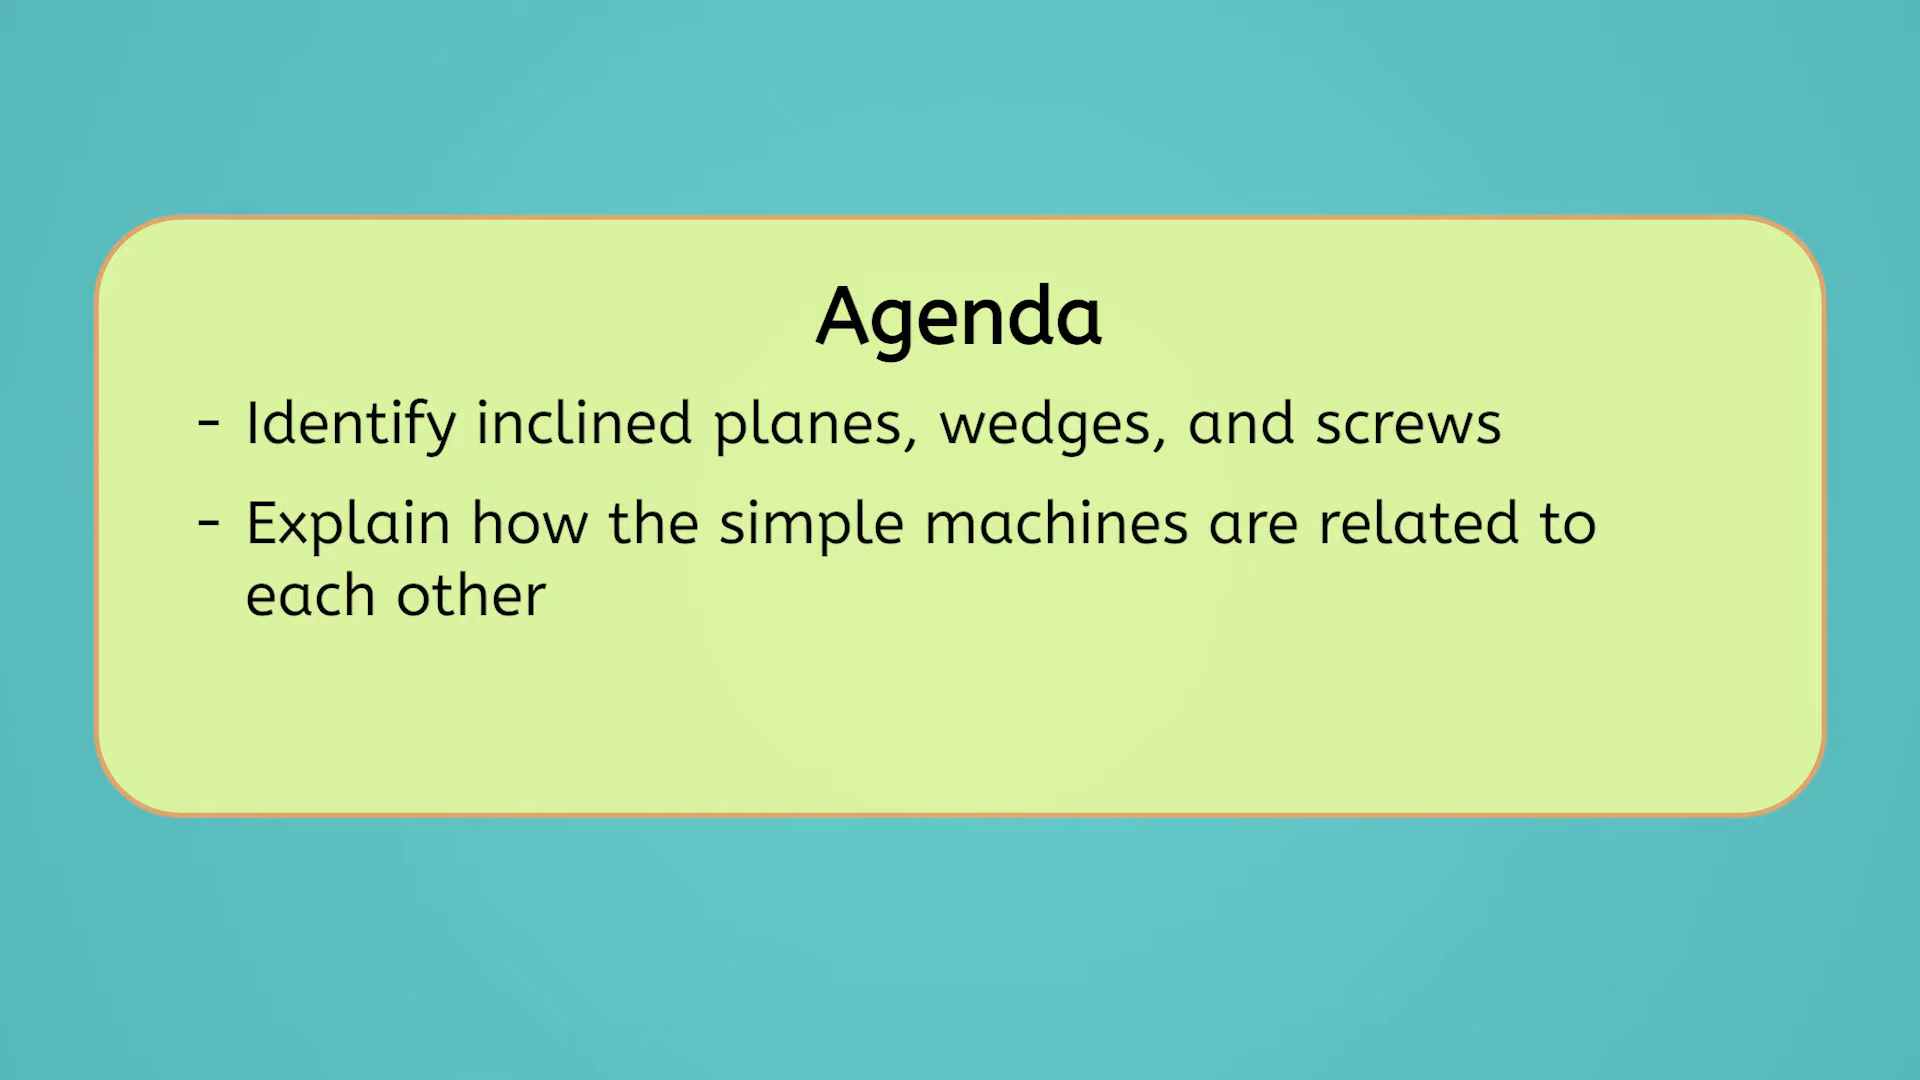 Agenda
- Identify inclined planes, wedges, and screws
- Explain how the simple machines are related to
each other